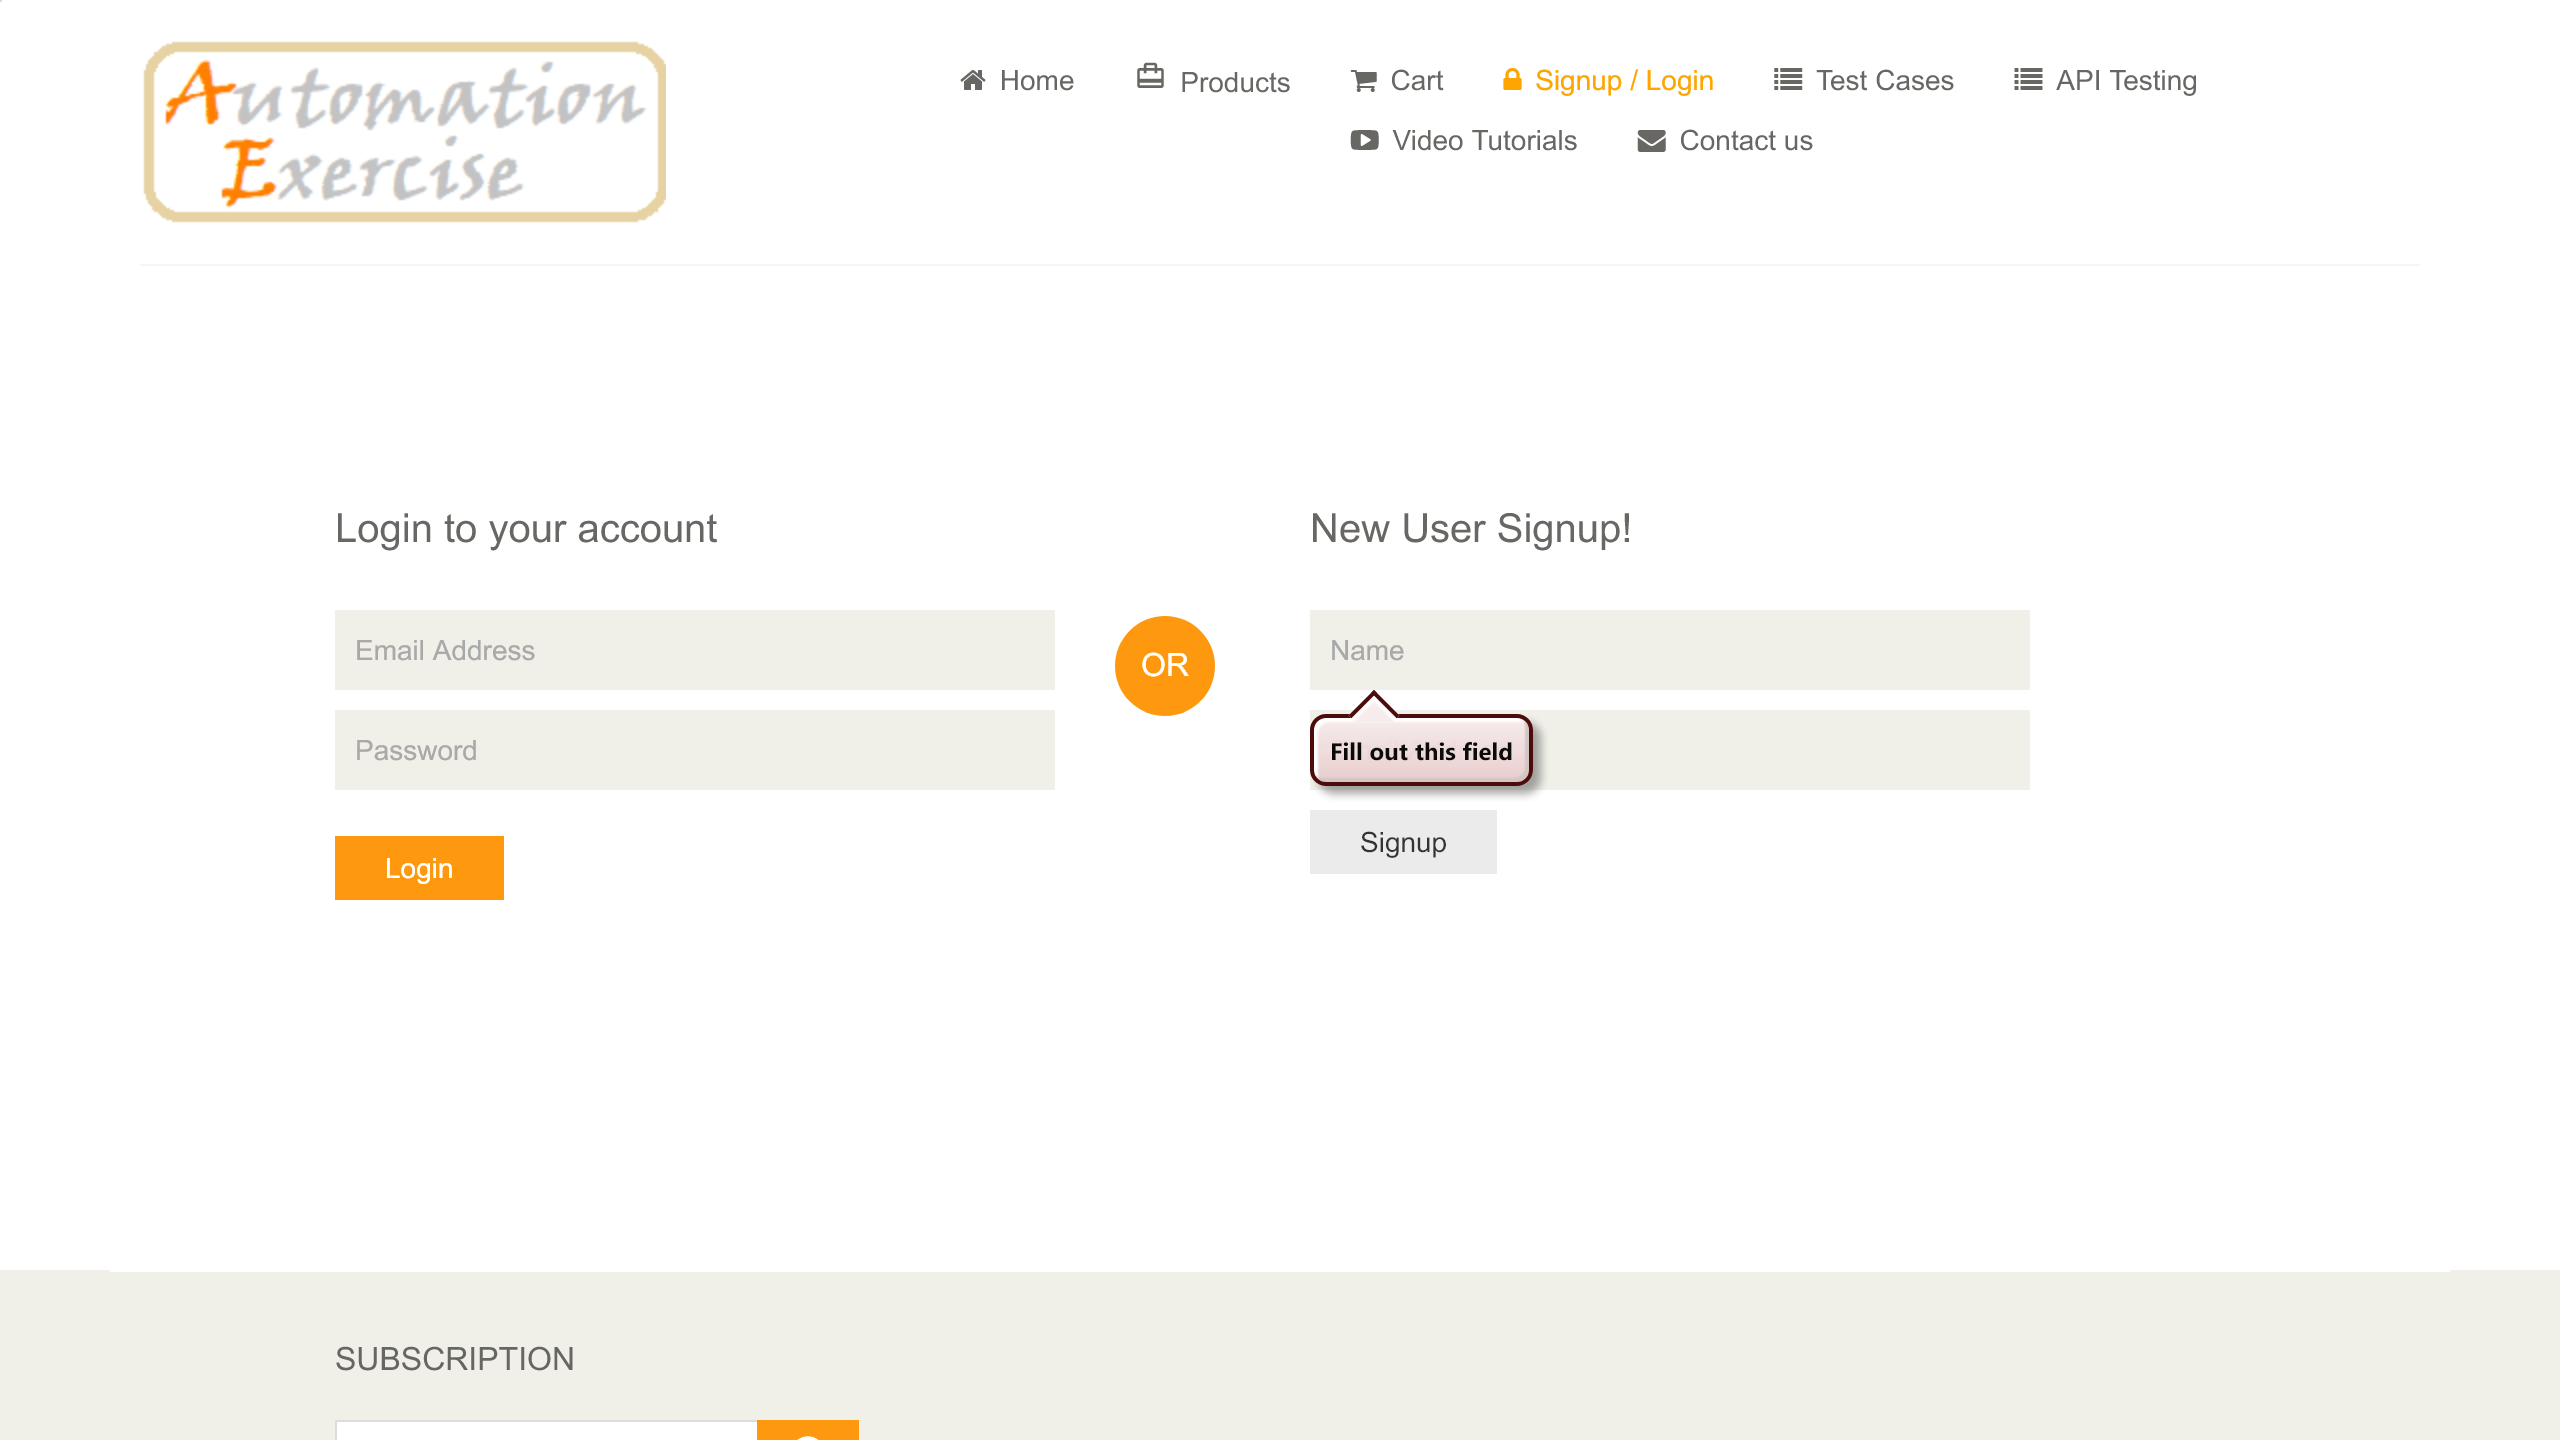 Automation
Exercise
Home
Products
Cart
Signup / Login
Test Cases
API Testing
Video Tutorials
Contact us
Login to your account
Email Address
Password
Login
OR
New User Signup!
Name
Fill out this field
Signup
SUBSCRIPTION